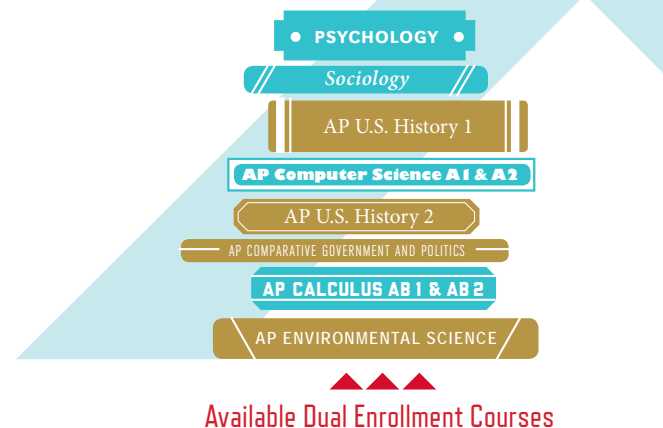 PSYCHOLOGY
Sociology
AP U.S. History 1
AP Computer Science A1 & A2
AP U.S. History 2
AP COMPARATIVE GOVERNMENT AND POLITICS
AP CALCULUS AB 1 & AB 2
AP ENVIRONMENTAL SCIENCE
Available Dual Enrollment Courses